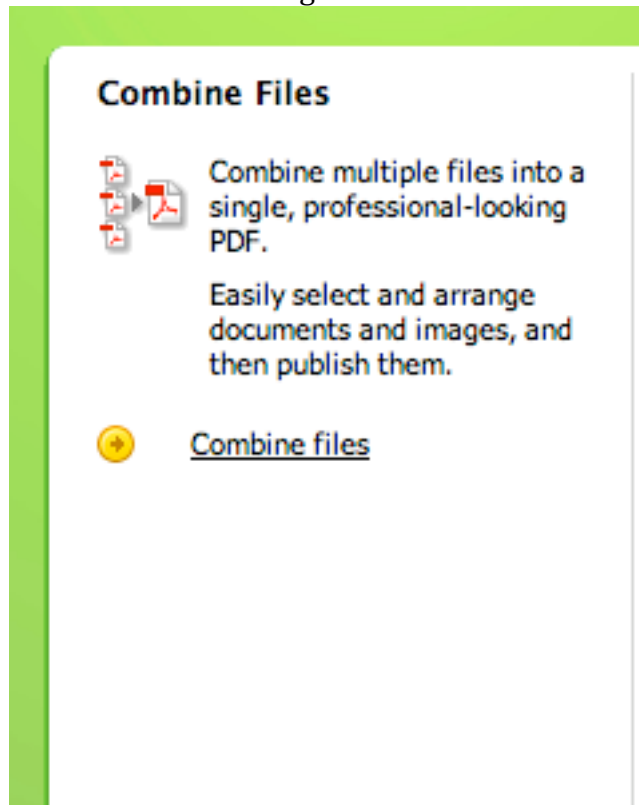 Combine Files
Combine multiple files into a
single, professional-looking
PDF.
Easily select and arrange
documents and images, and
then publish them.
Combine files